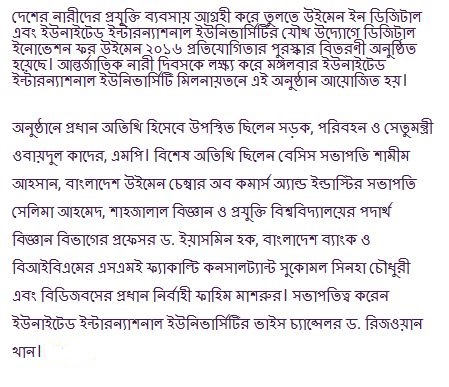 দেশের নারীদের প্রযুক্তি ব্যবসায় আগ্রহী করে তুলতে উইমেন ইন ডিজিটাল
এবং ইউনাইটেড ইন্টারন্যাশনাল ইউনিভার্সিটির যৌথ উদ্যোগে ডিজিটাল
ইনোভেশন ফর উইমেন ২০১৬ প্রতিযোগিতার পুরস্কার বিতরণী অনুষ্ঠিত
হয়েছে। আন্তর্জাতিক নারী দিবসকে লক্ষ্য করে মঙ্গলবার ইউনাইটেড
ইন্টারন্যাশনাল ইউনিভার্সিটি মিলনায়তনে এই অনুষ্ঠান আয়োজিত হয়।
অনুষ্ঠানে প্রধান অতিথি হিসেবে উপস্থিত ছিলেন সড়ক, পরিবহন ও সেতুমন্ত্রী
ওবায়দুল কাদের, এমপি। বিশেষ অতিথি ছিলেন বেসিস সভাপতি শামীম
আহসান, বাংলাদেশ উইমেন চেম্বার অব কমার্স অ্যান্ড ইন্ডাস্টির সভাপতি
সেলিমা আহমেদ, শাহজালাল বিজ্ঞান ও প্রযুক্তি বিশ্ববিদ্যালয়ের পদার্থ
বিজ্ঞান বিভাগের প্রফেসর ড. ইয়াসমিন হক, বাংলাদেশ ব্যাংক ও
বিআইবিএমের এসএমই ফ্যাকাল্টি কনসালট্যান্ট সুকোমল সিনহা চৌধুরী
এবং বিডিজবসের প্রধান নির্বাহী ফাহিম মাশরুর। সভাপতিত্ব করেন
ইউনাইটেড ইন্টারন্যাশনাল ইউনিভার্সিটির ভাইস চ্যান্সেলর ড. রিজওয়ান
খান।